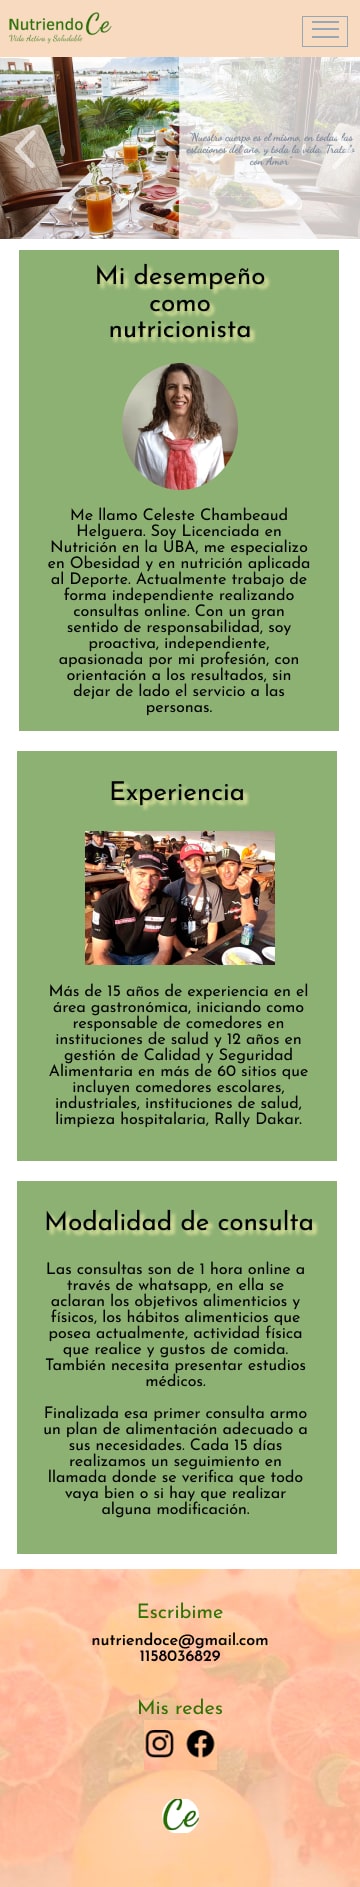 NutriendoCe
Vida Activa y Saludable
"Nuestro cuerpo es el mismo, en todas las
estaciones del año, y toda la vida. Trate's
con Amor"
Mi desempeño
como
nutricionista
Me llamo Celeste Chambeaud
Helguera. Soy Licenciada en
Nutrición en la UBA, me especializo
en Obesidad y en nutrición aplicada
al Deporte. Actualmente trabajo de
forma independiente realizando
consultas online. Con un gran
sentido de responsabilidad, soy
proactiva, independiente,
apasionada por mi profesión, con
orientación a los resultados, sin
dejar de lado el servicio a las
personas.
Experiencia
Más de 15 años de experiencia en el
área gastronómica, iniciando como
responsable de comedores en
instituciones de salud y 12 años en
gestión de Calidad y Seguridad
Alimentaria en más de 60 sitios que
incluyen comedores escolares,
industriales, instituciones de salud,
limpieza hospitalaria, Rally Dakar.
Modalidad de consulta
Las consultas son de 1 hora online a
través de whatsapp, en ella se
aclaran los objetivos alimenticios y
físicos, los hábitos alimenticios que
posea actualmente, actividad física
que realice y gustos de comida.
También necesita presentar estudios
médicos.
Finalizada esa primer consulta armo
un plan de alimentación adecuado a
sus necesidades. Cada 15 días
realizamos un seguimiento en
llamada donde se verifica que todo
vaya bien o si hay que realizar
alguna modificación.
Escribime
nutriendoce@gmail.com
1158036829
Mis redes
Ce